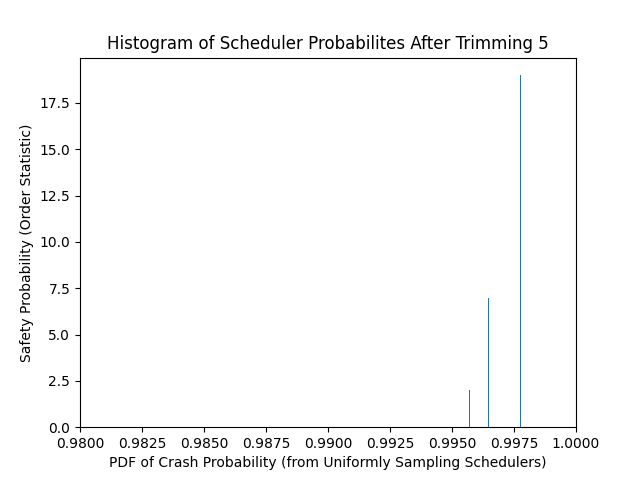 Histogram of Scheduler Probabilites After Trimming 5
Safety Probability (Order Statistic)
17.5
15.0
12.5
10.0
7.5
5.0
2.5
0.0
0.9800 0.9825 0.9850 0.9875 0.9900 0.9925 0.9950 0.9975 1.0000
PDF of Crash Probability (from Uniformly Sampling Schedulers)